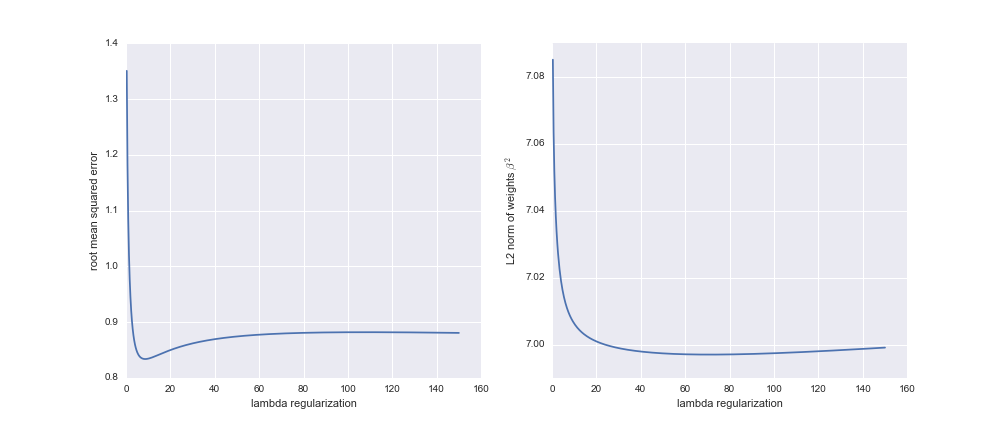 1.4
1.3
1.2
1.1
1.0
0.9
0.8
root mean squared error
0 20 40 60 80 100 120 140 160
lambda regularization
7.08
7.06
7.04
7.02
7.00
L2 norm of weights β²
0 20 40 60 80 100 120 140 160
lambda regularization